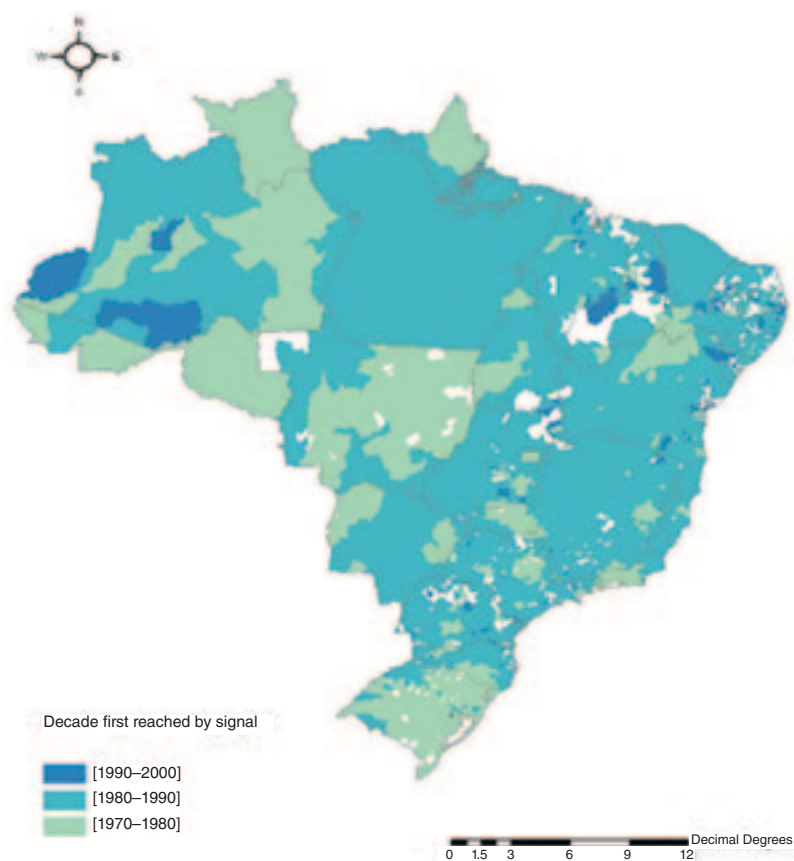 N
W
E
Decade first reached by signal
[1990–2000]
[1980–1990]
[1970–1980]
Decimal Degrees
0 1.5 3 6 9 12